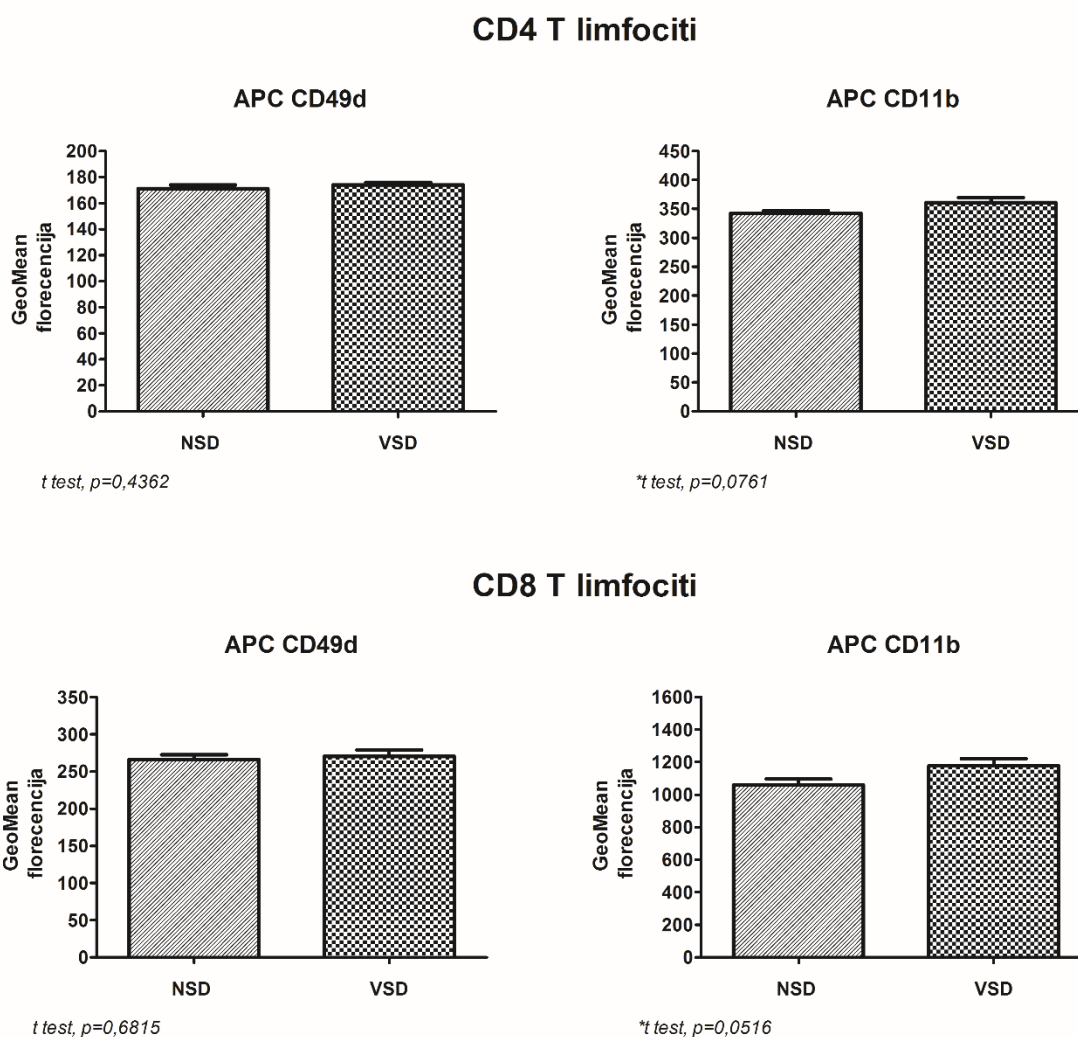 CD4 T limfociti
APC CD49d
GeoMean
florecencija
200
180
160
140
120
100
80
60
40
20
0
NSD VSD
t test, p=0,4362
APC CD11b
GeoMean
florecencija
450
400
350
300
250
200
150
100
50
0
NSD VSD
*t test, p=0,0761
CD8 T limfociti
APC CD49d
GeoMean
florecencija
350
300
250
200
150
100
50
0
NSD VSD
t test, p=0,6815
APC CD11b
GeoMean
florecencija
1600
1400
1200
1000
800
600
400
200
0
NSD VSD
*t test, p=0,0516